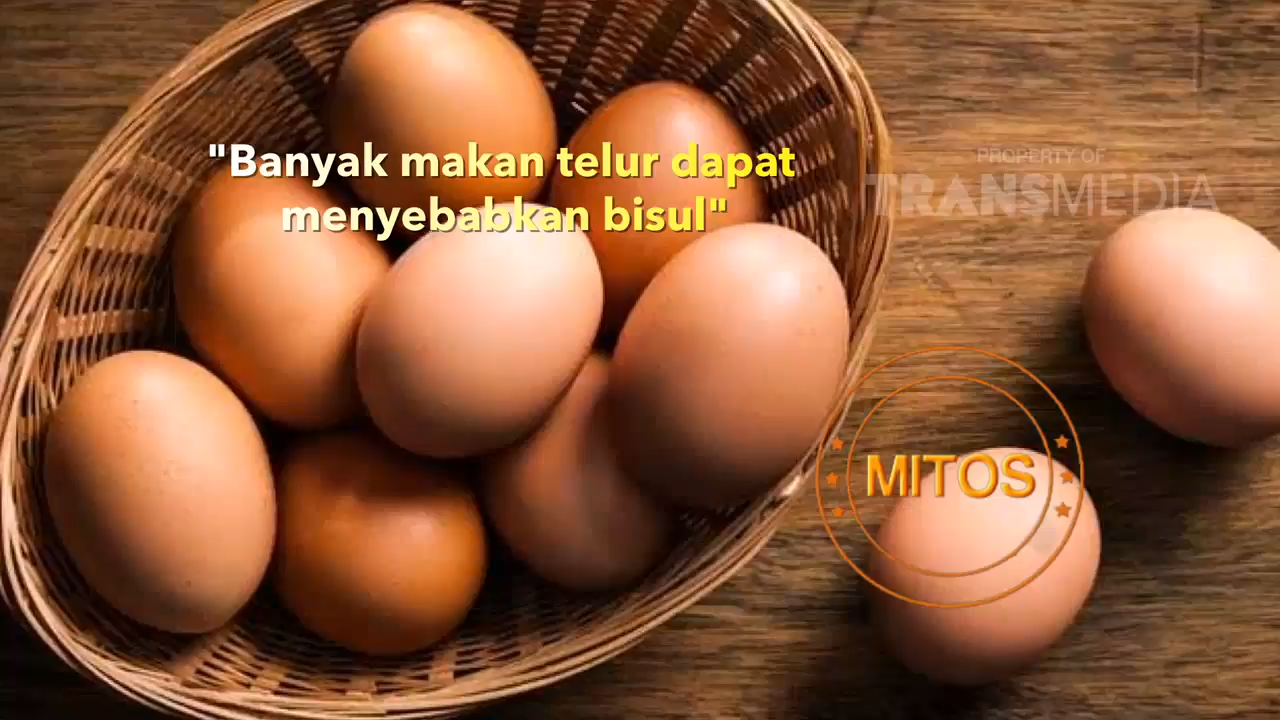 "Banyak makan telur dapat
menyebabkan bisul"
PROPERTY OF
TRANSMEDIA
MITOS